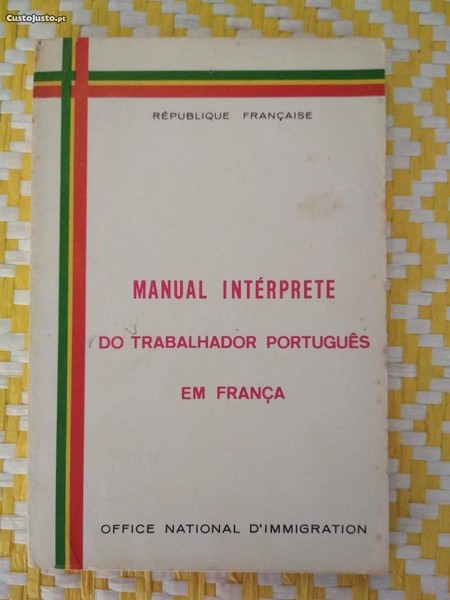 CustoJusto.pt
RÉPUBLIQUE FRANÇAISE
MANUAL INTÉRPRETE
DO TRABALHADOR PORTUGUÊS
EM FRANÇA
OFFICE NATIONAL D'IMMIGRATION